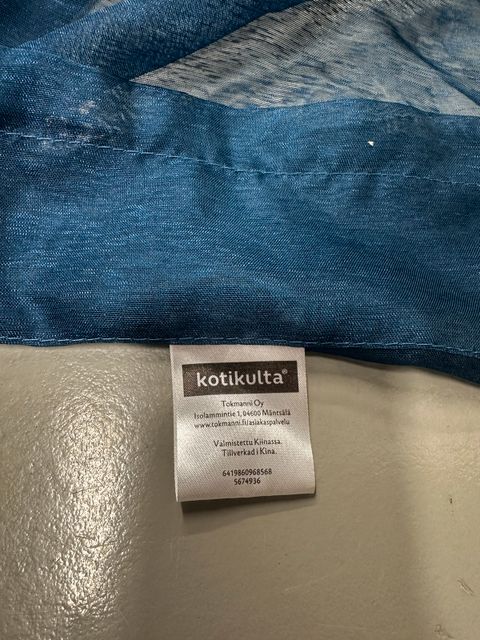 kotikulta®
Tokmanni Oy
Isolammintie 1, 04600 Mäntsälä
www.tokmanni.fi/asiakaspalvelu
Valmistettu Kiinassa.
Tillverkad i Kina.
6419860968568
5674936